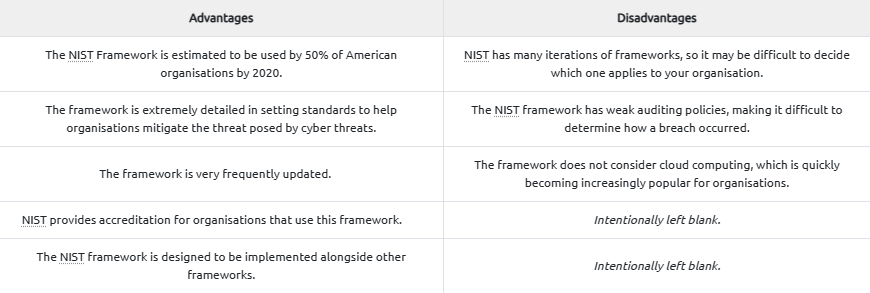 Advantages
Disadvantages
The NIST Framework is estimated to be used by 50% of American
organisations by 2020.
NIST has many iterations of frameworks, so it may be difficult to decide
which one applies to your organisation.
The framework is extremely detailed in setting standards to help
organisations mitigate the threat posed by cyber threats.
The NIST framework has weak auditing policies, making it difficult to
determine how a breach occurred.
The framework is very frequently updated.
The framework does not consider cloud computing, which is quickly
becoming increasingly popular for organisations.
NIST provides accreditation for organisations that use this framework.
Intentionally left blank.
The NIST framework is designed to be implemented alongside other
frameworks.
Intentionally left blank.